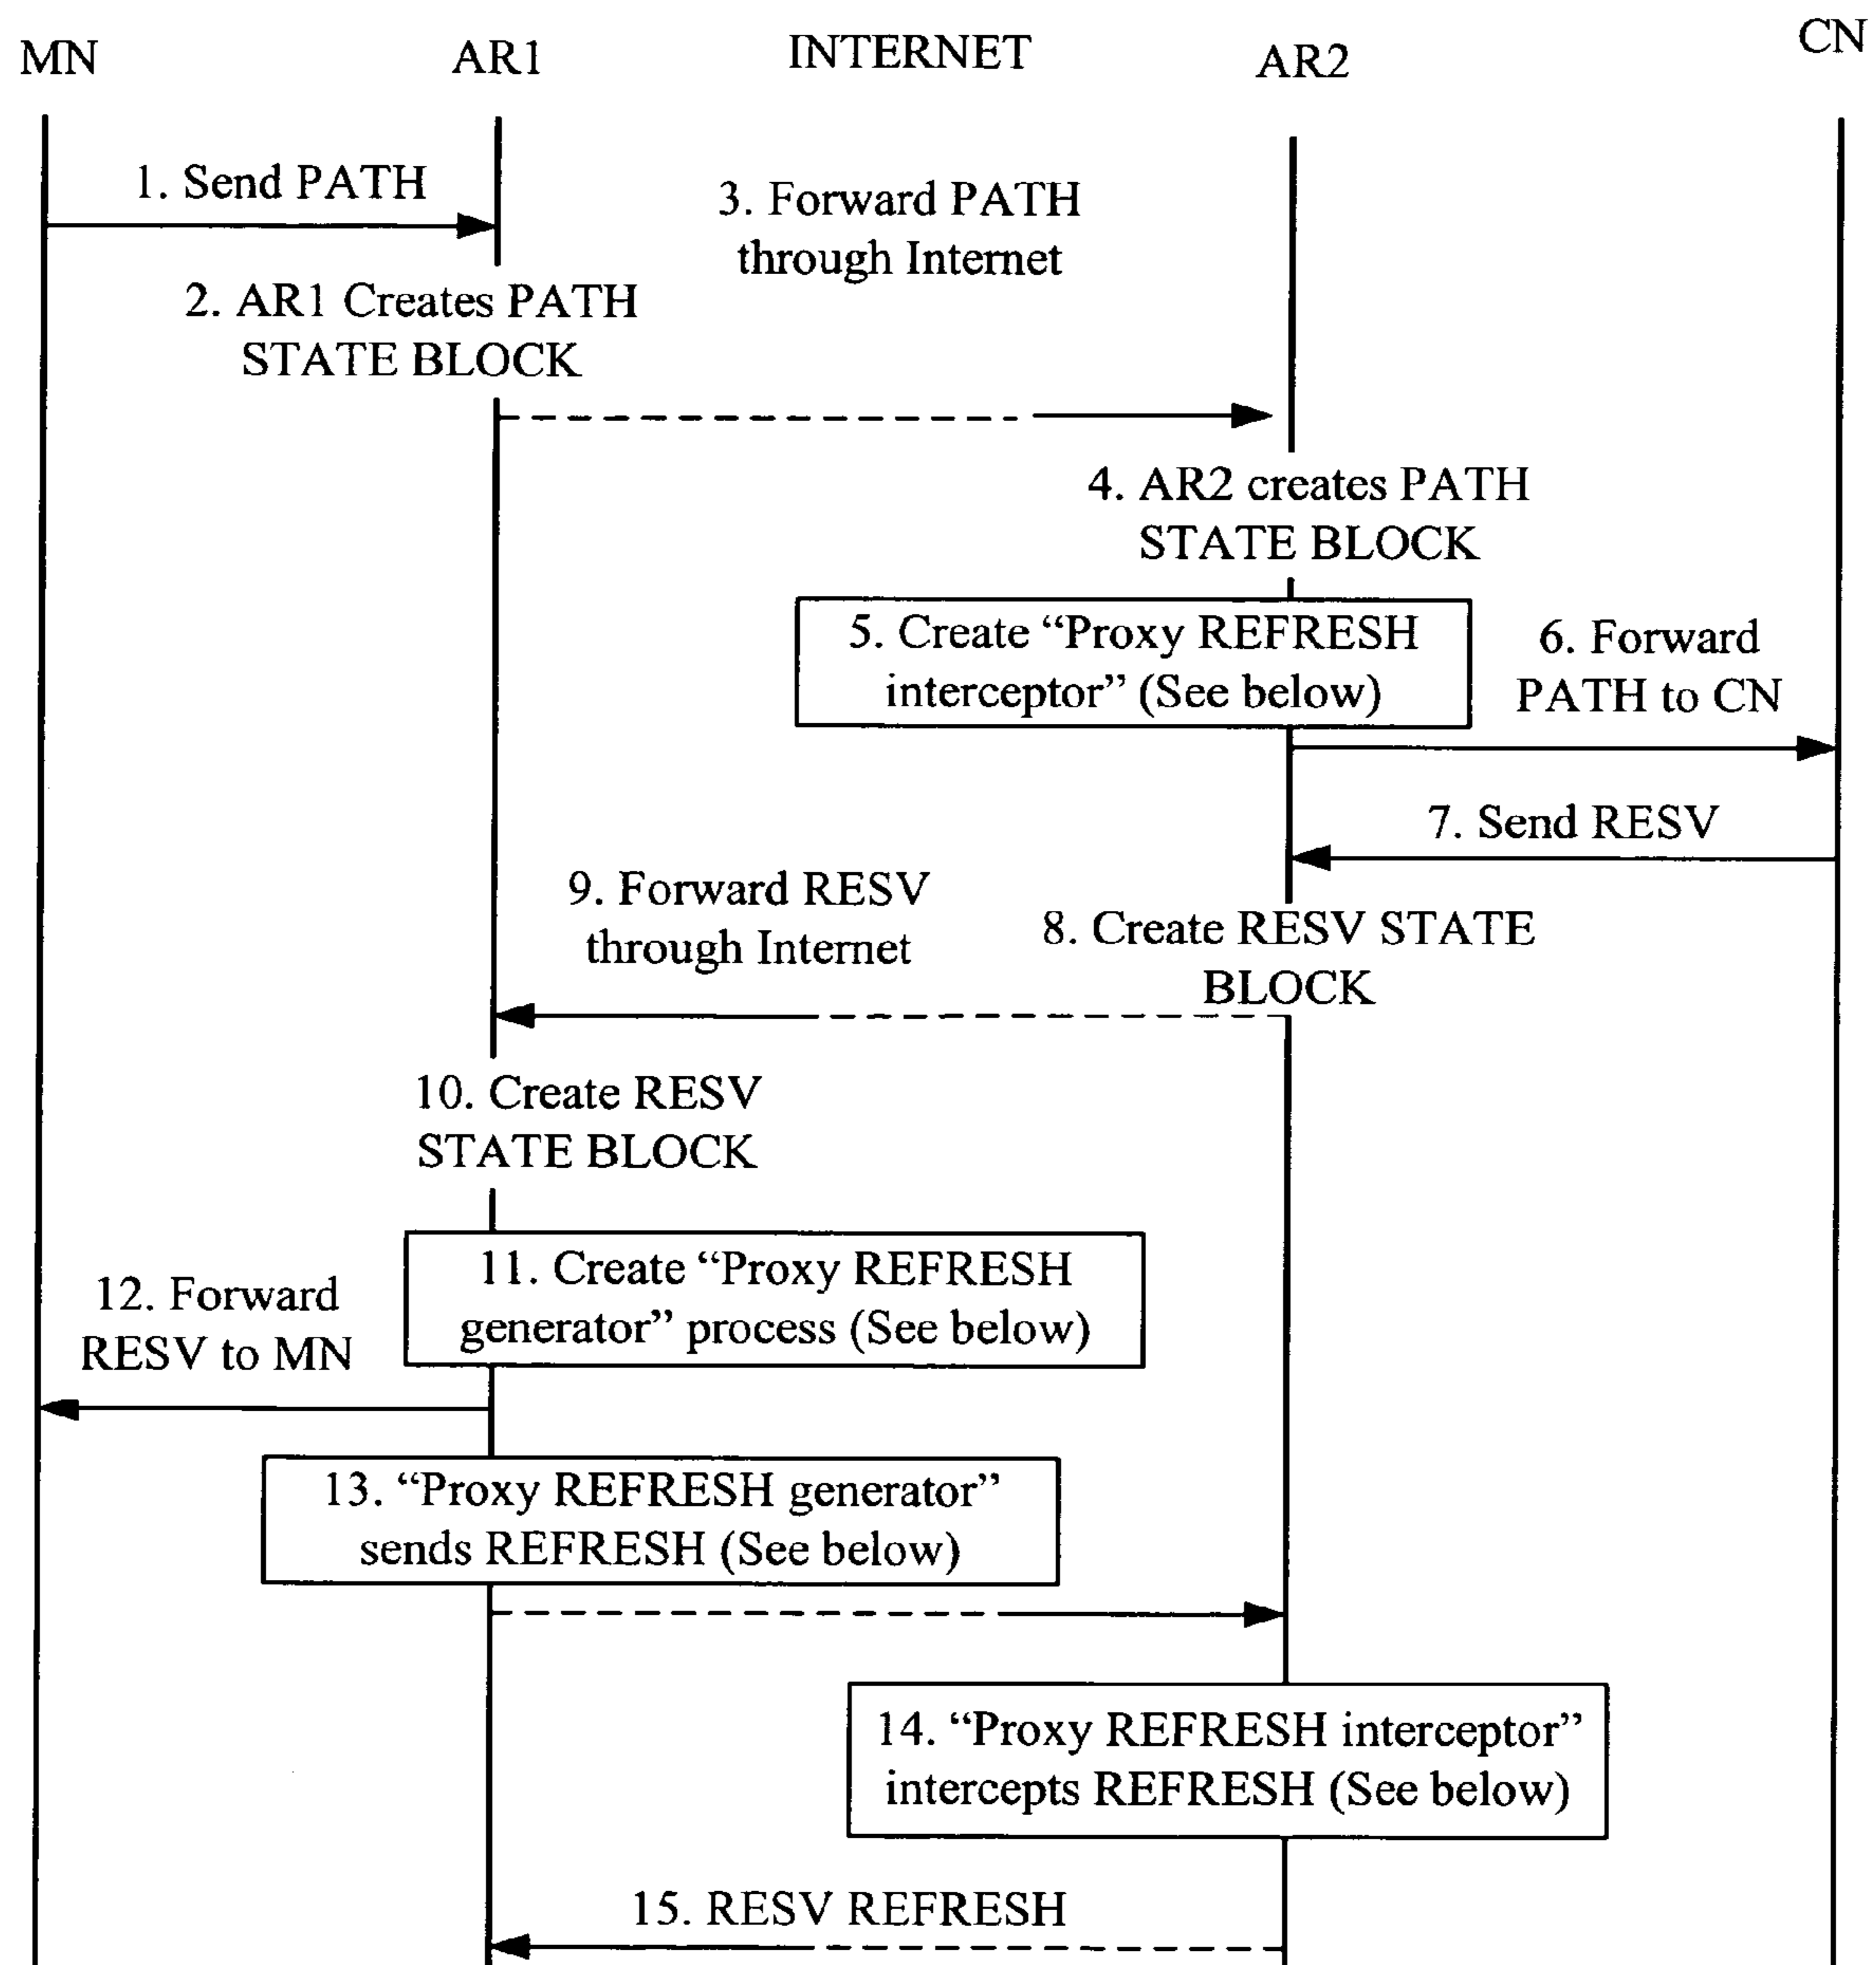 MN
AR1
INTERNET
AR2
CN
1. Send PATH
3. Forward PATH
through Internet
2. AR1 Creates PATH
STATE BLOCK
4. AR2 creates PATH
STATE BLOCK
5. Create “Proxy REFRESH
interceptor” (See below)
6. Forward
PATH to CN
7. Send RESV
9. Forward RESV
through Internet
8. Create RESV STATE
BLOCK
10. Create RESV
STATE BLOCK
11. Create “Proxy REFRESH
generator” process (See below)
12. Forward
RESV to MN
13. “Proxy REFRESH generator”
sends REFRESH (See below)
14. “Proxy REFRESH interceptor”
intercepts REFRESH (See below)
15. RESV REFRESH